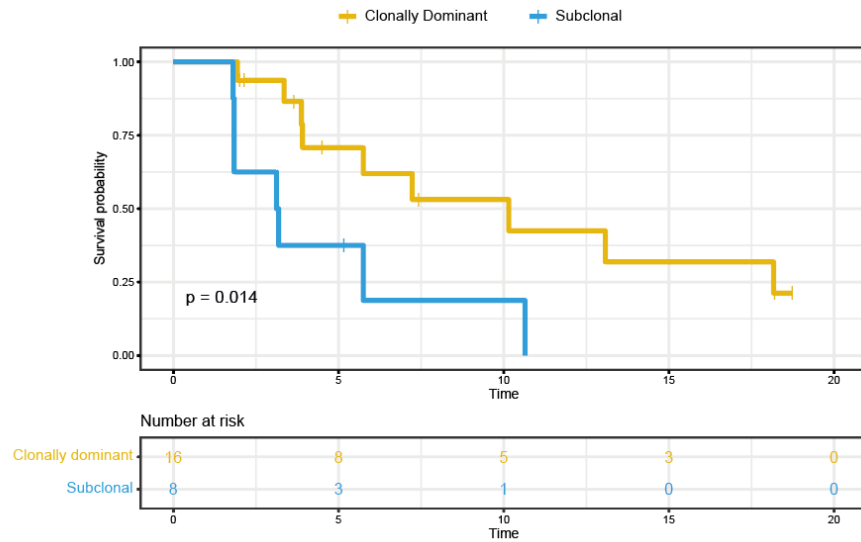 Clonally Dominant Subclonal
1.00
0.75
0.50
0.25
0.00
Survival probability
p = 0.014
0 5 10 15 20
Time
Number at risk
Clonally dominant 16 8 5 3 0
Subclonal 8 3 1 0 0
0 5 10 15 20
Time